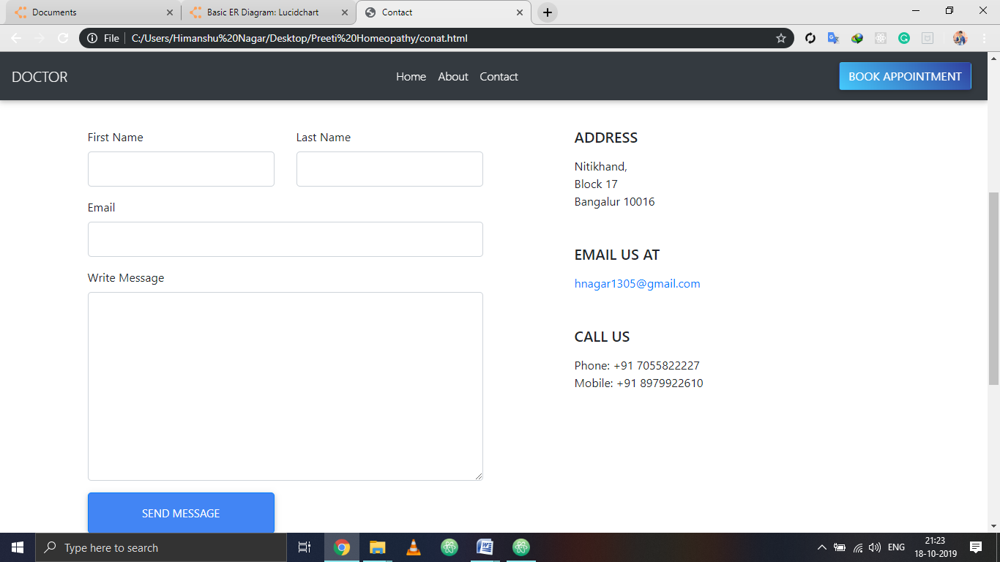 Documents
Basic ER Diagram: Lucidchart
Contact
File
C:/Users/Himanshu%20Nagar/Desktop/Preeti%20Homeopathy/conat.html
DOCTOR
Home
About
Contact
BOOK APPOINTMENT
First Name
Last Name
Email
Write Message
SEND MESSAGE
ADDRESS
Nitikhand,
Block 17
Bangalur 10016
EMAIL US AT
hnagar1305@gmail.com
CALL US
Phone: +91 7055822227
Mobile: +91 8979922610
Type here to search
ENG
21:23
18-10-2019